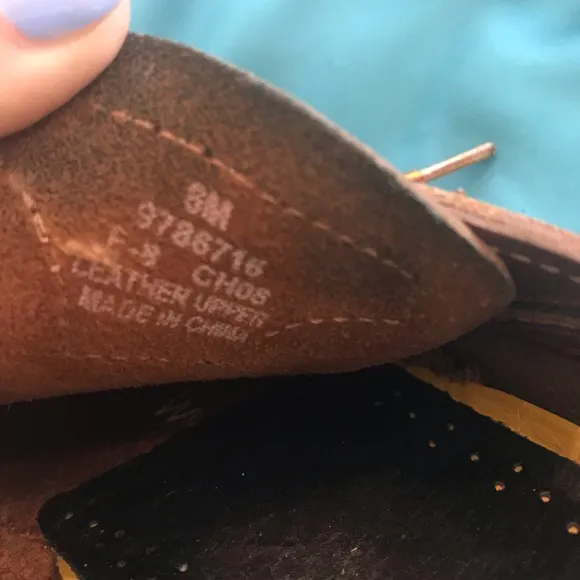 8M
9786716
F-8 CH08
LEATHER UPPER
MADE IN CHINA